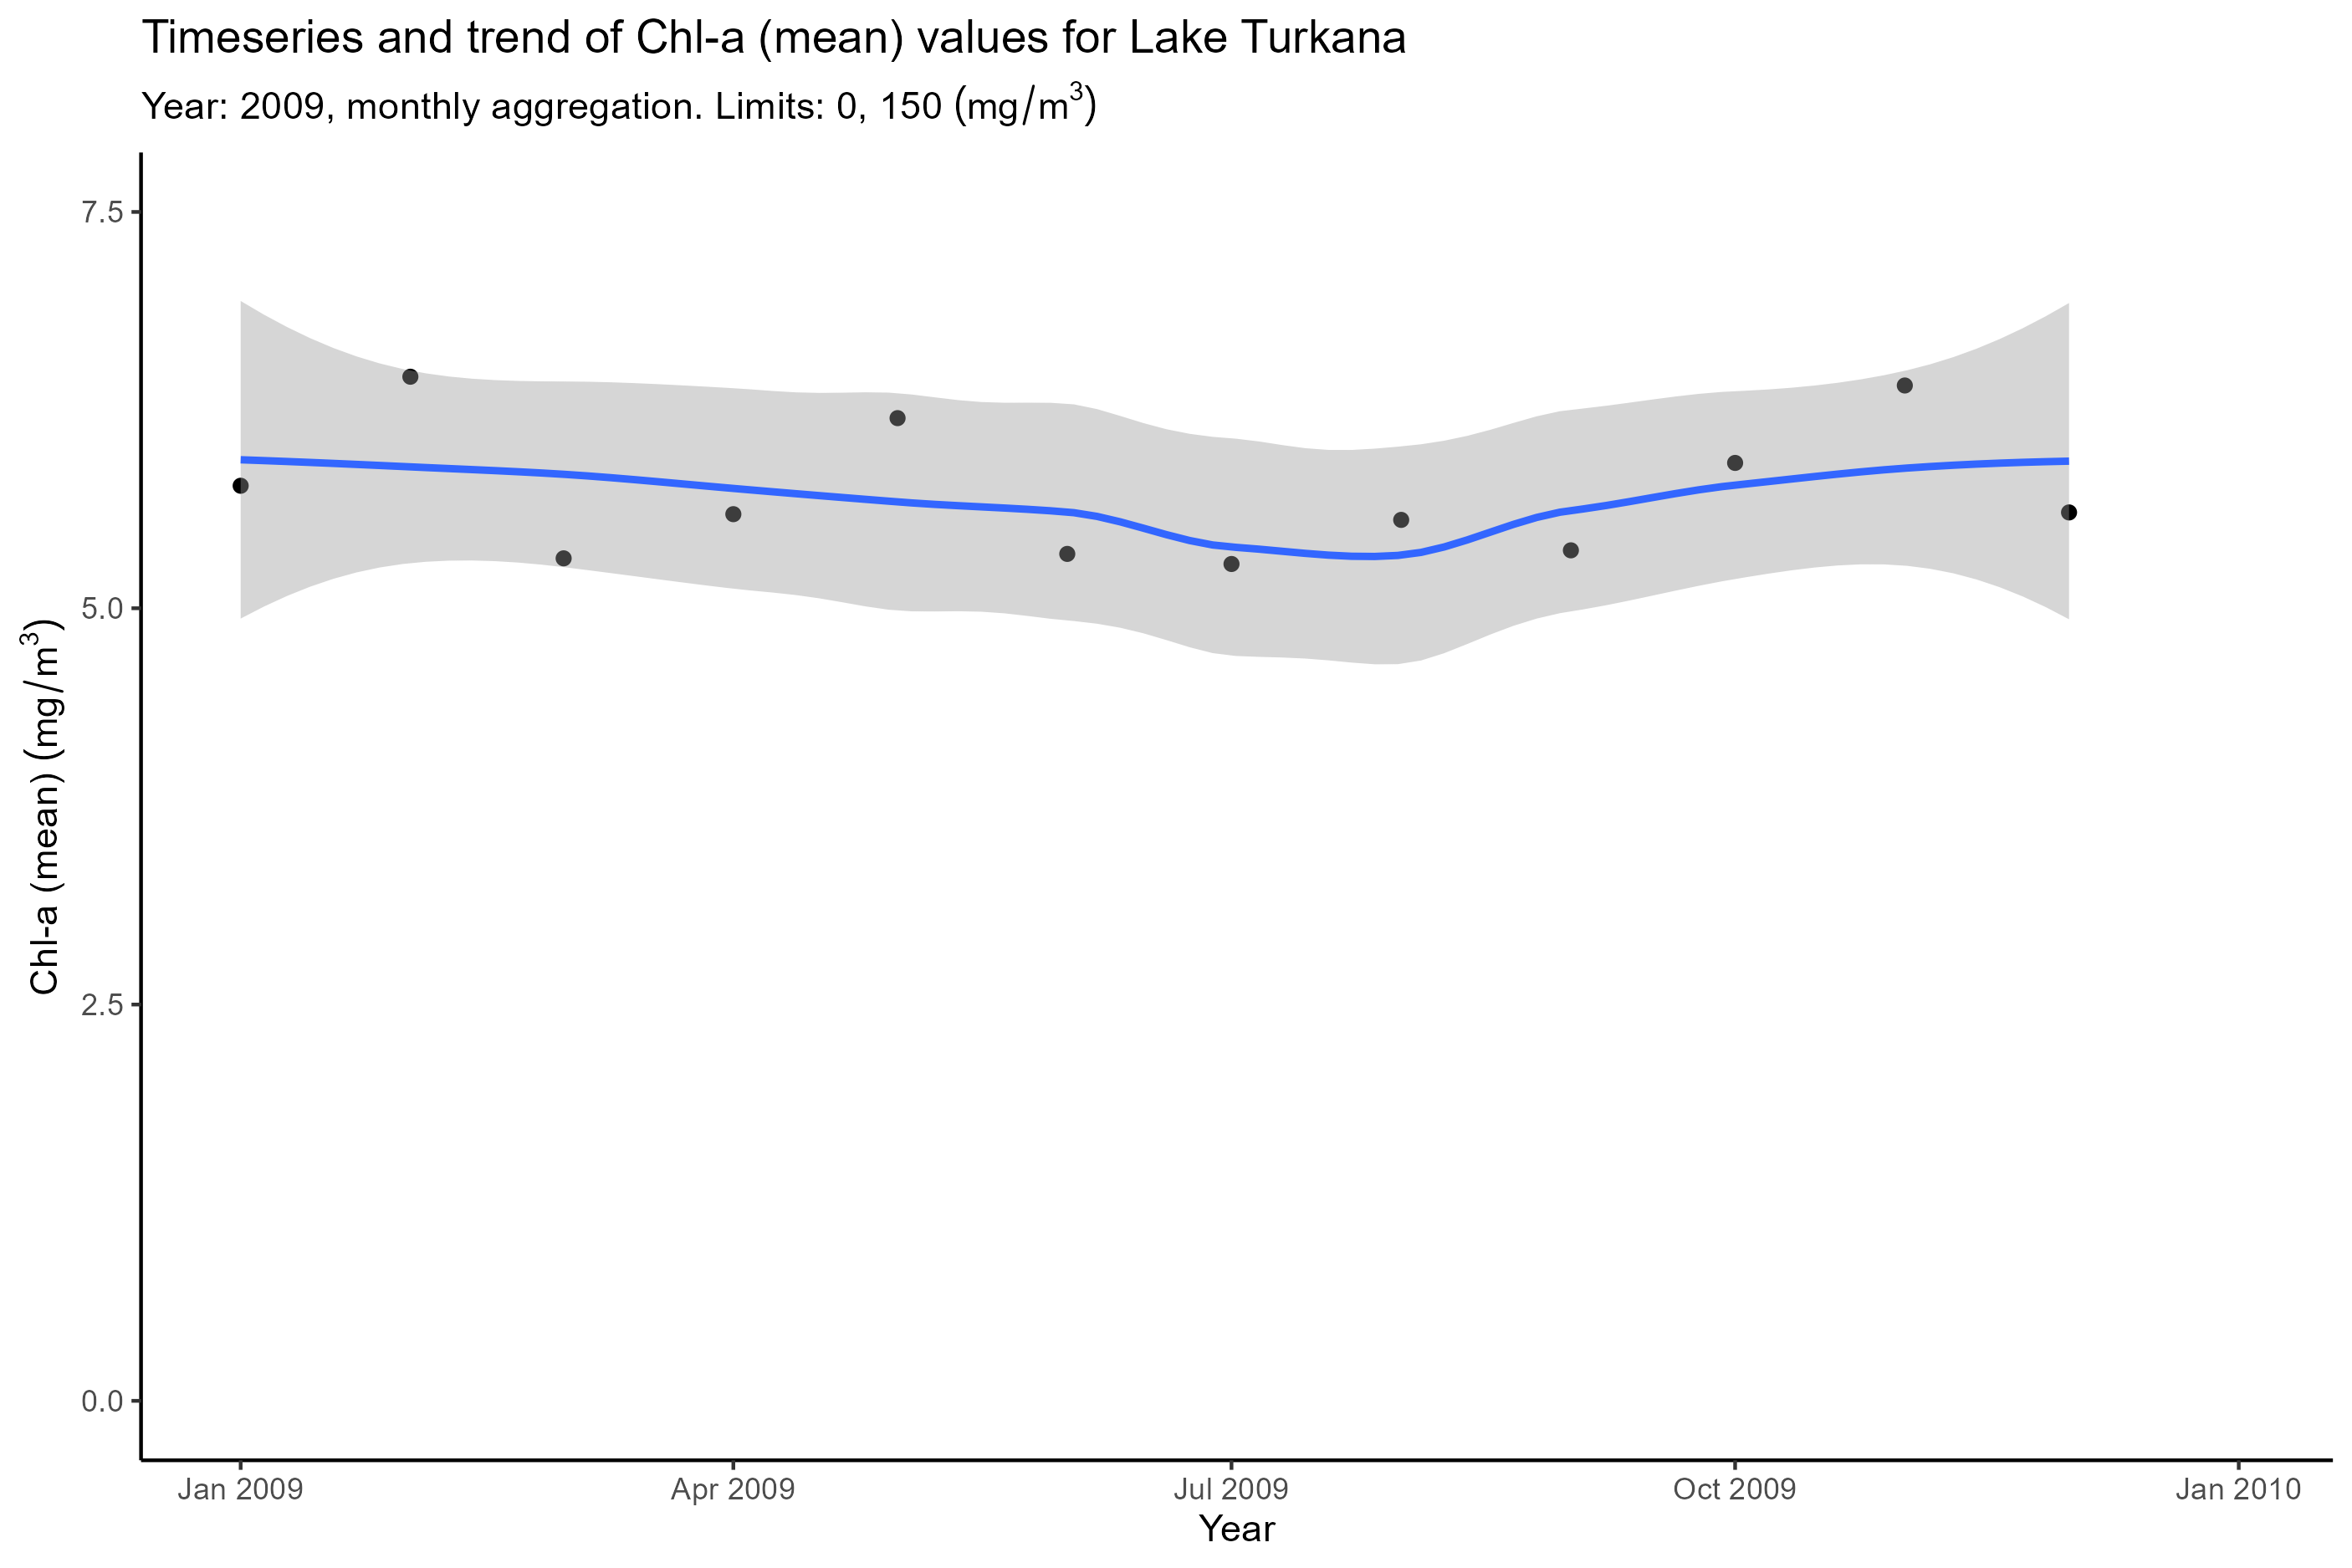 Timeseries and trend of Chl-a (mean) values for Lake Turkana
Year: 2009, monthly aggregation. Limits: 0, 150 (mg/m³)
7.5
5.0
2.5
0.0
Chl-a (mean) (mg/m³)
Jan 2009
Apr 2009
Jul 2009
Oct 2009
Jan 2010
Year